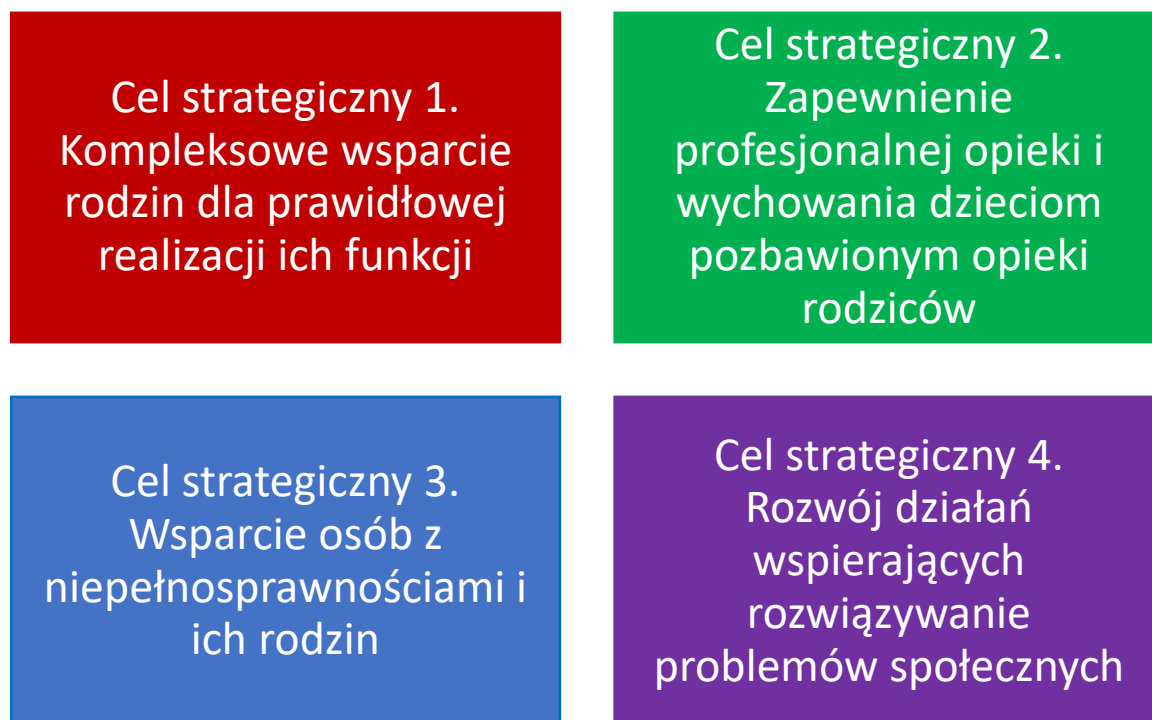 Cel strategiczny 1.
Kompleksowe wsparcie
rodzin dla prawidłowej
realizacji ich funkcji
Cel strategiczny 2.
Zapewnienie
profesjonalnej opieki i
wychowania dzieciom
pozbawionym opieki
rodziców
Cel strategiczny 3.
Wsparcie osób z
niepełnosprawnościami i
ich rodzin
Cel strategiczny 4.
Rozwój działań
wspierających
rozwiązywanie
problemów społecznych